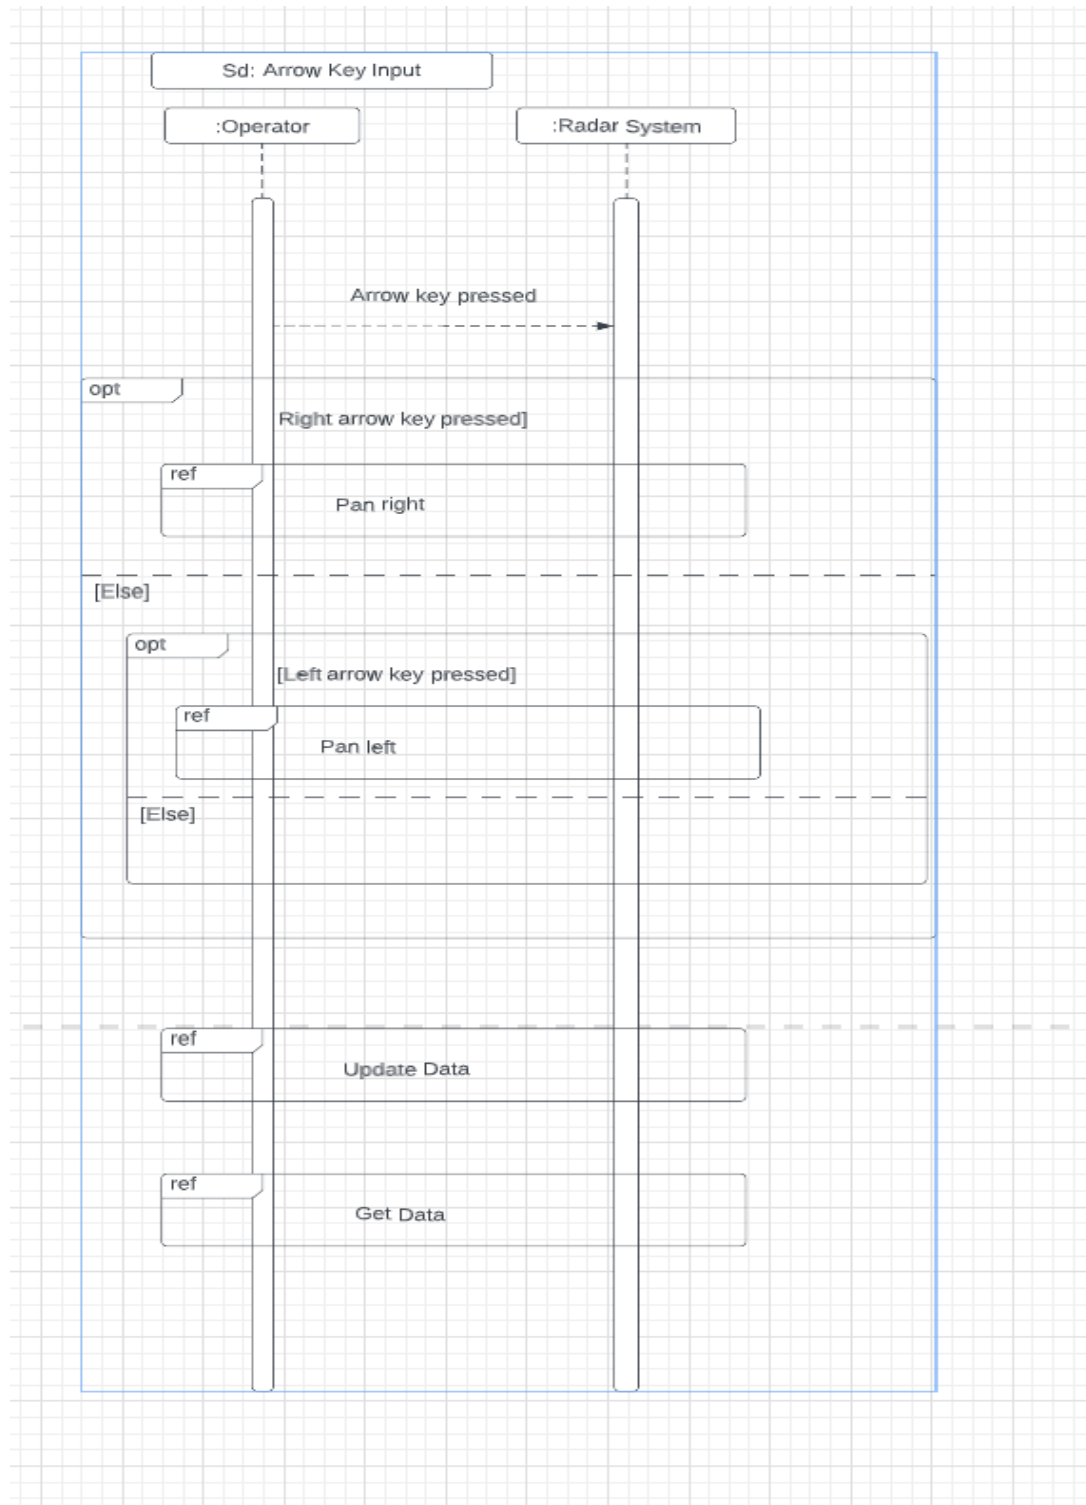 Sd: Arrow Key Input
:Operator
:Radar System
Arrow key pressed
opt
Right arrow key pressed]
ref
Pan right
[Else]
opt
[Left arrow key pressed]
ref
Pan left
[Else]
ref
Update Data
ref
Get Data